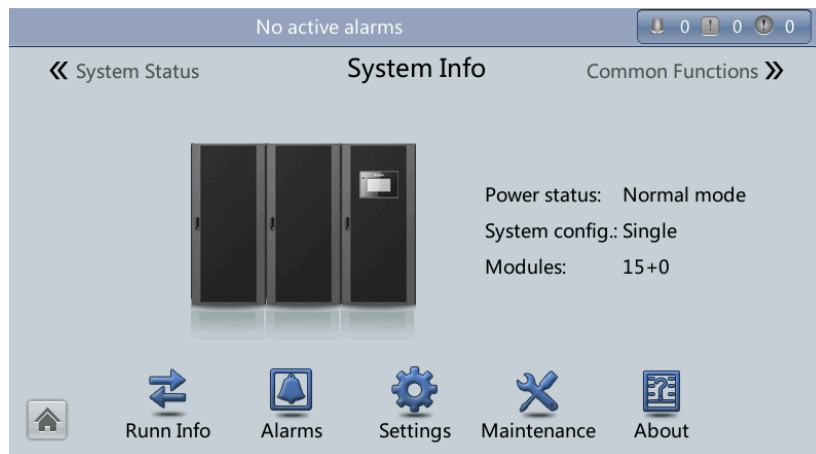 No active alarms 0 0 0
System Status System Info Common Functions
Power status: Normal mode
System config.: Single
Modules: 15+0
Runn Info Alarms Settings Maintenance About